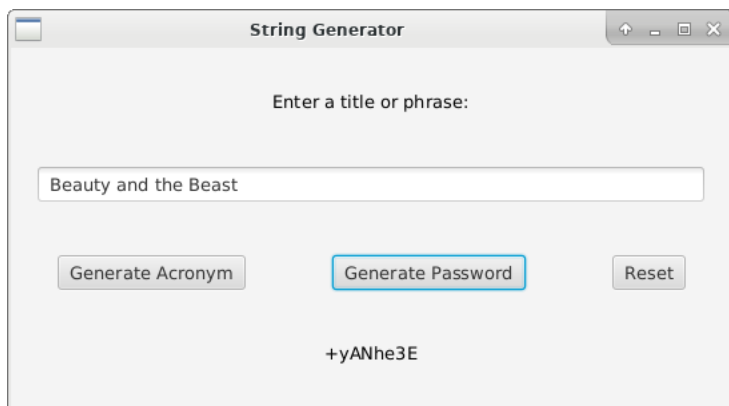 String Generator
Enter a title or phrase:
Beauty and the Beast
Generate Acronym Generate Password Reset
+yANhe3E